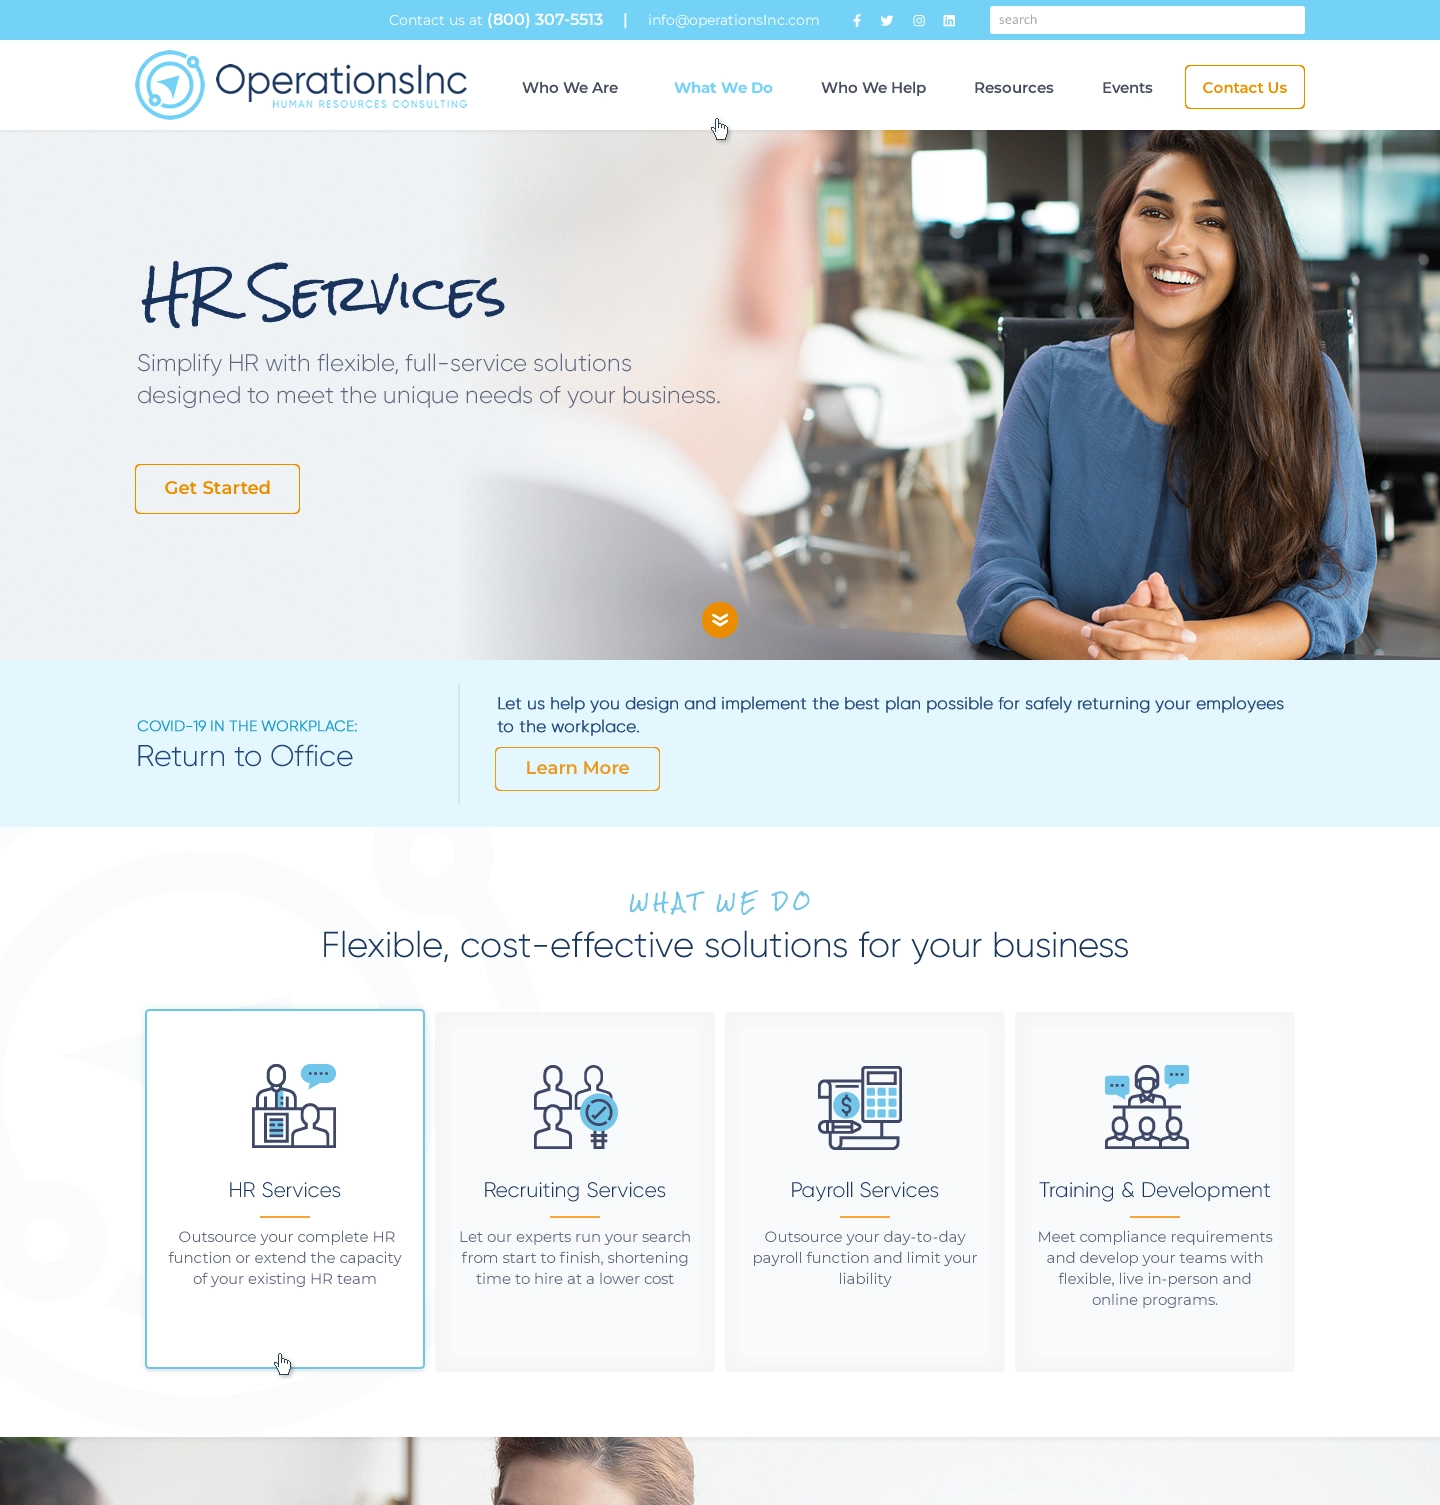 Contact us at (800) 307-5513 | info@operationsInc.com
search
OperationsInc
HUMAN RESOURCES CONSULTING
Who We Are
What We Do
Who We Help
Resources
Events
Contact Us
HR Services
Simplify HR with flexible, full-service solutions
designed to meet the unique needs of your business.
Get Started
COVID-19 IN THE WORKPLACE:
Return to Office
Let us help you design and implement the best plan possible for safely returning your employees
to the workplace.
Learn More
WHAT WE DO
Flexible, cost-effective solutions for your business
HR Services
Outsource your complete HR
function or extend the capacity
of your existing HR team
Recruiting Services
Let our experts run your search
from start to finish, shortening
time to hire at a lower cost
Payroll Services
Outsource your day-to-day
payroll function and limit your
liability
Training & Development
Meet compliance requirements
and develop your teams with
flexible, live in-person and
online programs.